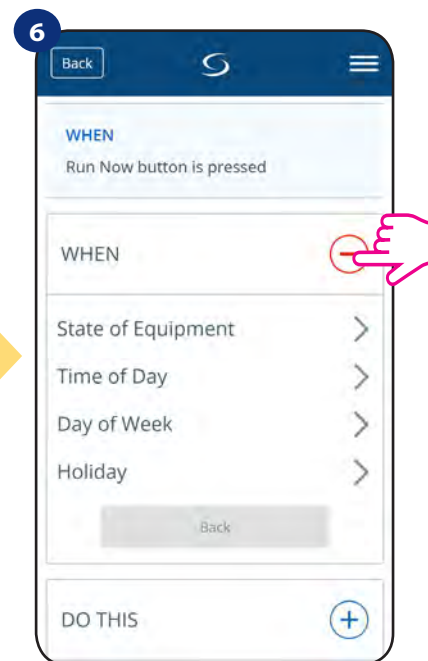 6
Back
WHEN
Run Now button is pressed
WHEN
State of Equipment
Time of Day
Day of Week
Holiday
Back
DO THIS